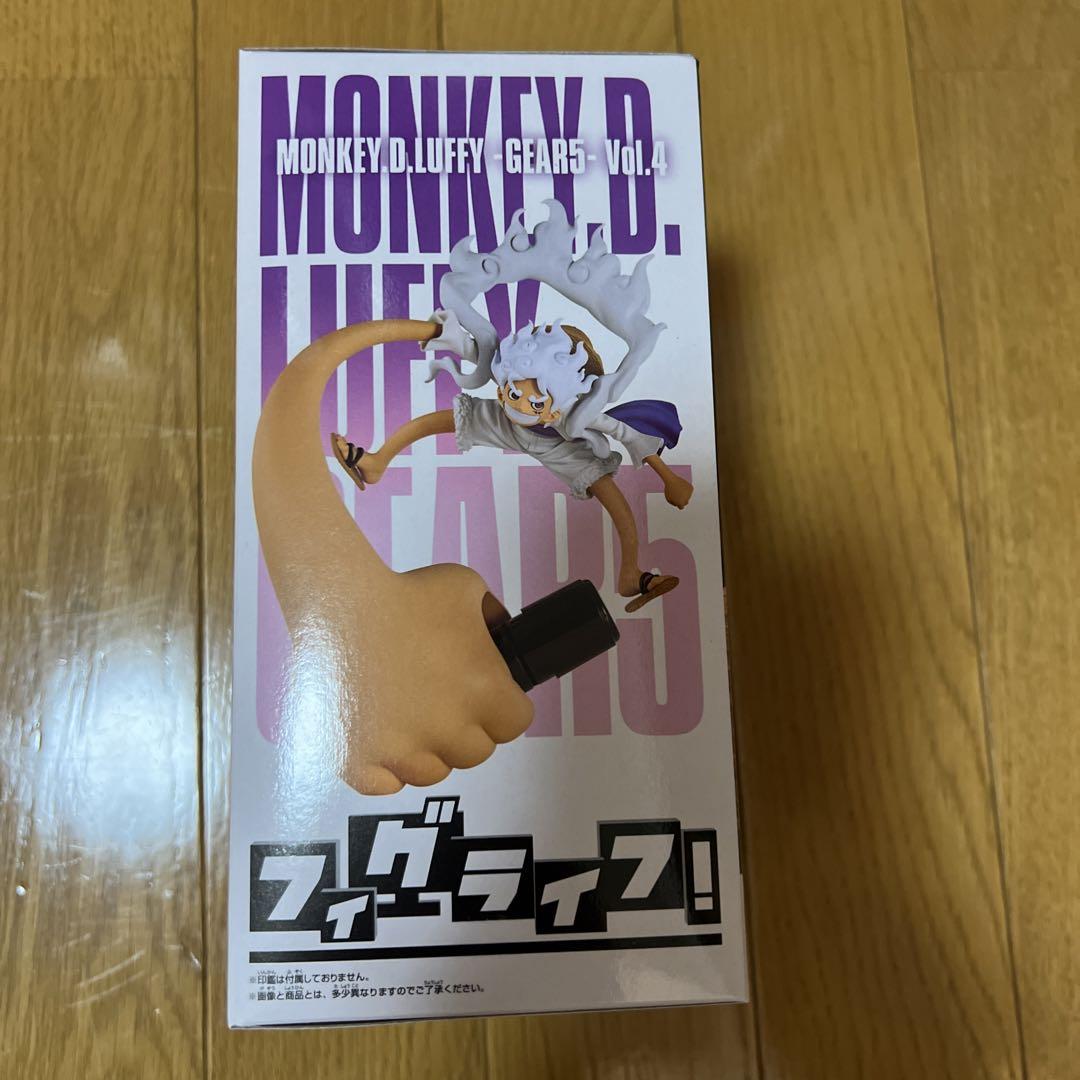 MONKEY.D.
MONKEY.D.LUFFY -GEAR5- Vol.4
LUFFY
GEAR5
フィギュライフ!
※印鑑は付属しておりません。
※画像と商品とは、多少異なりますのでご了承ください。